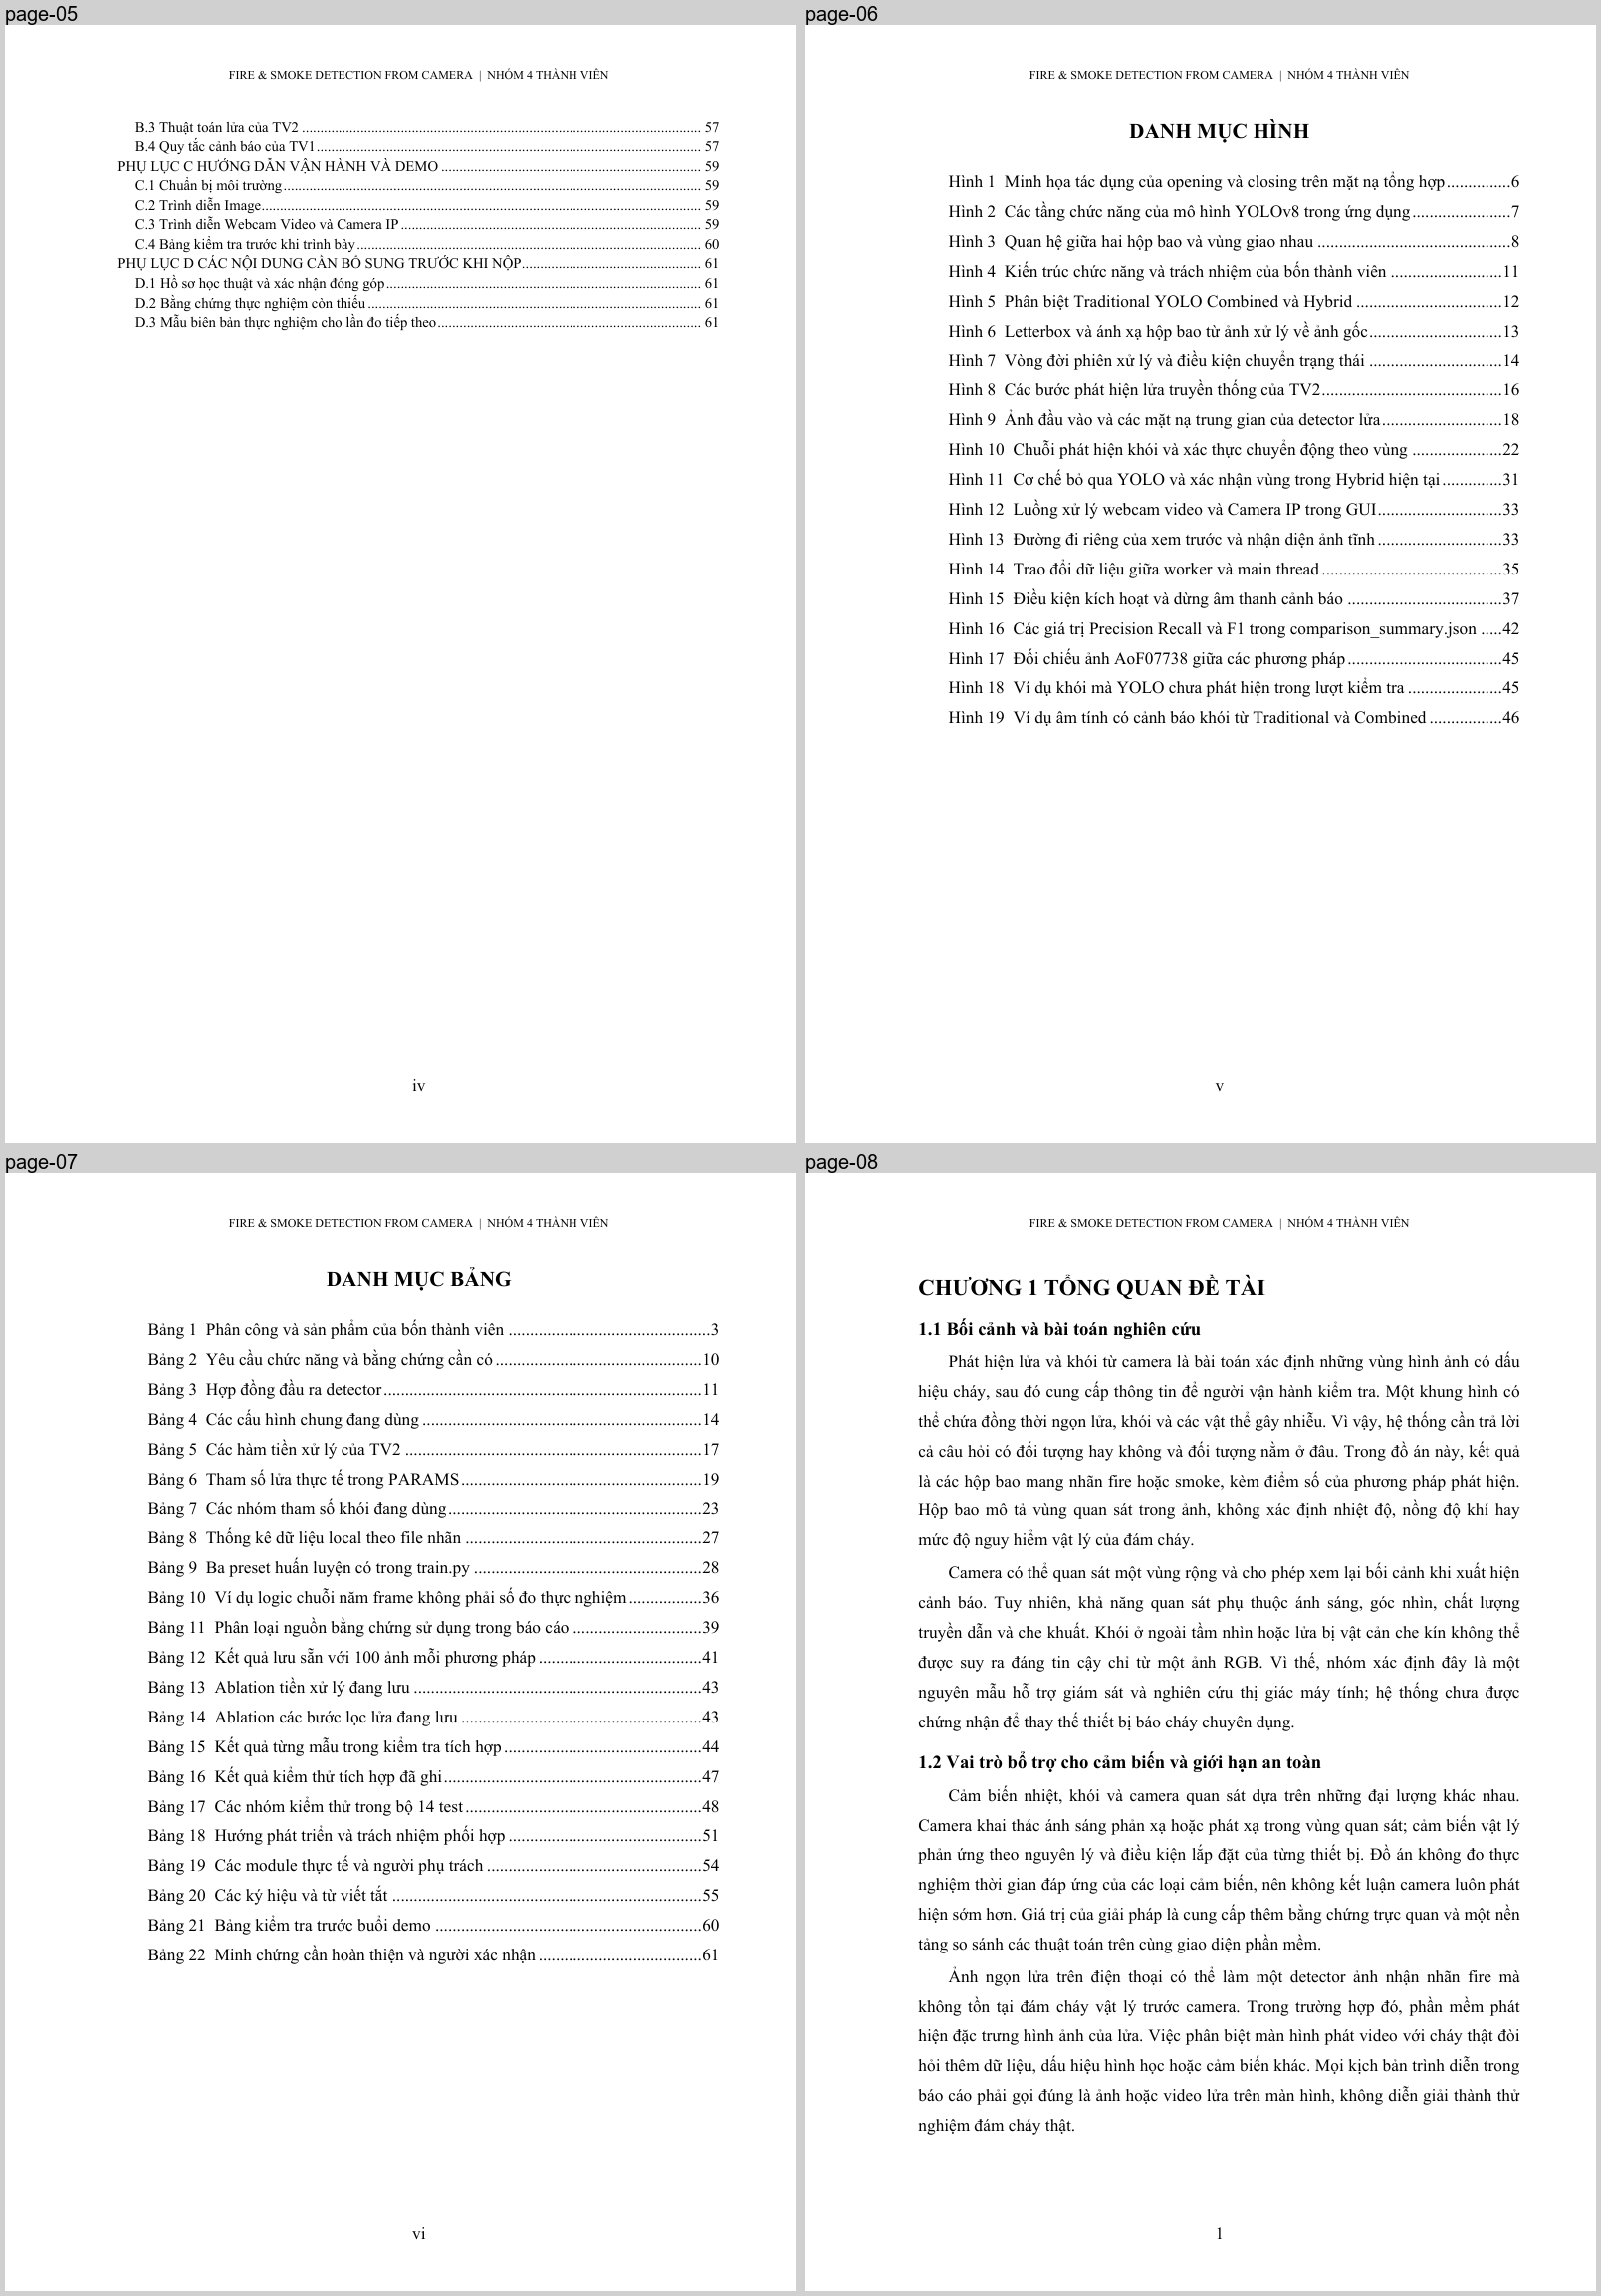 page-05
FIRE & SMOKE DETECTION FROM CAMERA | NHÓM 4 THÀNH VIÊN
B.3 Thuật toán lửa của TV2 ............ 57
B.4 Quy tắc cảnh báo của TV1 ............ 57
PHỤ LỤC C HƯỚNG DẪN VẬN HÀNH VÀ DEMO ............ 59
C.1 Chuẩn bị môi trường ............ 59
C.2 Trình diễn Image ............ 59
C.3 Trình diễn Webcam Video và Camera IP ............ 59
C.4 Bảng kiểm tra trước khi trình bày ............ 60
PHỤ LỤC D CÁC NỘI DUNG CẦN BỔ SUNG TRƯỚC KHI NỘP ............ 61
D.1 Hồ sơ học thuật và xác nhận đóng góp ............ 61
D.2 Bằng chứng thực nghiệm còn thiếu ............ 61
D.3 Mẫu biên bản thực nghiệm cho lần đo tiếp theo ............ 61
iv
page-06
FIRE & SMOKE DETECTION FROM CAMERA | NHÓM 4 THÀNH VIÊN
DANH MỤC HÌNH
Hình 1 Minh họa tác dụng của opening và closing trên mặt nạ tổng hợp ............ 6
Hình 2 Các tầng chức năng của mô hình YOLOv8 trong ứng dụng ............ 7
Hình 3 Quan hệ giữa hai hộp bao và vùng giao nhau ............ 8
Hình 4 Kiến trúc chức năng và trách nhiệm của bốn thành viên ............ 11
Hình 5 Phân biệt Traditional YOLO Combined và Hybrid ............ 12
Hình 6 Letterbox và ánh xạ hộp bao từ ảnh xử lý về ảnh gốc ............ 13
Hình 7 Vòng đời phiên xử lý và điều kiện chuyển trạng thái ............ 14
Hình 8 Các bước phát hiện lửa truyền thống của TV2 ............ 16
Hình 9 Ảnh đầu vào và các mặt nạ trung gian của detector lửa ............ 18
Hình 10 Chuỗi phát hiện khói và xác thực chuyển động theo vùng ............ 22
Hình 11 Cơ chế bỏ qua YOLO và xác nhận vùng trong Hybrid hiện tại ............ 31
Hình 12 Luồng xử lý webcam video và Camera IP trong GUI ............ 33
Hình 13 Đường đi riêng của xem trước và nhận diện ảnh tĩnh ............ 33
Hình 14 Trao đổi dữ liệu giữa worker và main thread ............ 35
Hình 15 Điều kiện kích hoạt và dừng âm thanh cảnh báo ............ 37
Hình 16 Các giá trị Precision Recall và F1 trong comparison_summary.json ..... 42
Hình 17 Đối chiếu ảnh AoF07738 giữa các phương pháp ............ 45
Hình 18 Ví dụ khói mà YOLO chưa phát hiện trong lượt kiểm tra ............ 45
Hình 19 Ví dụ âm tính có cảnh báo khói từ Traditional và Combined ............ 46
v
page-07
FIRE & SMOKE DETECTION FROM CAMERA | NHÓM 4 THÀNH VIÊN
DANH MỤC BẢNG
Bảng 1 Phân công và sản phẩm của bốn thành viên ............ 3
Bảng 2 Yêu cầu chức năng và bằng chứng cần có ............ 10
Bảng 3 Hợp đồng đầu ra detector ............ 11
Bảng 4 Các cấu hình chung đang dùng ............ 14
Bảng 5 Các hàm tiền xử lý của TV2 ............ 17
Bảng 6 Tham số lửa thực tế trong PARAMS ............ 19
Bảng 7 Các nhóm tham số khói đang dùng ............ 23
Bảng 8 Thống kê dữ liệu local theo file nhãn ............ 27
Bảng 9 Ba preset huấn luyện có trong train.py ............ 28
Bảng 10 Ví dụ logic chuỗi năm frame không phải số đo thực nghiệm ............ 36
Bảng 11 Phân loại nguồn bằng chứng sử dụng trong báo cáo ............ 39
Bảng 12 Kết quả lưu sẵn với 100 ảnh mỗi phương pháp ............ 41
Bảng 13 Ablation tiền xử lý đang lưu ............ 43
Bảng 14 Ablation các bước lọc lửa đang lưu ............ 43
Bảng 15 Kết quả từng mẫu trong kiểm tra tích hợp ............ 44
Bảng 16 Kết quả kiểm thử tích hợp đã ghi ............ 47
Bảng 17 Các nhóm kiểm thử trong bộ 14 test ............ 48
Bảng 18 Hướng phát triển và trách nhiệm phối hợp ............ 51
Bảng 19 Các module thực tế và người phụ trách ............ 54
Bảng 20 Các ký hiệu và từ viết tắt ............ 55
Bảng 21 Bảng kiểm tra trước buổi demo ............ 60
Bảng 22 Minh chứng cần hoàn thiện và người xác nhận ............ 61
vi
page-08
FIRE & SMOKE DETECTION FROM CAMERA | NHÓM 4 THÀNH VIÊN
CHƯƠNG 1 TỔNG QUAN ĐỀ TÀI
1.1 Bối cảnh và bài toán nghiên cứu
Phát hiện lửa và khói từ camera là bài toán xác định những vùng hình ảnh có dấu
hiệu cháy, sau đó cung cấp thông tin để người vận hành kiểm tra. Một khung hình có
thể chứa đồng thời ngọn lửa, khói và các vật thể gây nhiễu. Vì vậy, hệ thống cần trả lời
cả câu hỏi có đối tượng hay không và đối tượng nằm ở đâu. Trong đồ án này, kết quả
là các hộp bao mang nhãn fire hoặc smoke, kèm điểm số của phương pháp phát hiện.
Hộp bao mô tả vùng quan sát trong ảnh, không xác định nhiệt độ, nồng độ khí hay
mức độ nguy hiểm vật lý của đám cháy.
Camera có thể quan sát một vùng rộng và cho phép xem lại bối cảnh khi xuất hiện
cảnh báo. Tuy nhiên, khả năng quan sát phụ thuộc ánh sáng, góc nhìn, chất lượng
truyền dẫn và che khuất. Khói ở ngoài tầm nhìn hoặc lửa bị vật cản che kín không thể
được suy ra đáng tin cậy chỉ từ một ảnh RGB. Vì thế, nhóm xác định đây là một
nguyên mẫu hỗ trợ giám sát và nghiên cứu thị giác máy tính; hệ thống chưa được
chứng nhận để thay thế thiết bị báo cháy chuyên dụng.
1.2 Vai trò bổ trợ cho cảm biến và giới hạn an toàn
Cảm biến nhiệt, khói và camera quan sát dựa trên những đại lượng khác nhau.
Camera khai thác ánh sáng phản xạ hoặc phát xạ trong vùng quan sát; cảm biến vật lý
phản ứng theo nguyên lý và điều kiện lắp đặt của từng thiết bị. Đồ án không đo thực
nghiệm thời gian đáp ứng của các loại cảm biến, nên không kết luận camera luôn phát
hiện sớm hơn. Giá trị của giải pháp là cung cấp thêm bằng chứng trực quan và một nền
tảng so sánh các thuật toán trên cùng giao diện phần mềm.
Ảnh ngọn lửa trên điện thoại có thể làm một detector ảnh nhận nhãn fire mà
không tồn tại đám cháy vật lý trước camera. Trong trường hợp đó, phần mềm phát
hiện đặc trưng hình ảnh của lửa. Việc phân biệt màn hình phát video với cháy thật đòi
hỏi thêm dữ liệu, dấu hiệu hình học hoặc cảm biến khác. Mọi kịch bản trình diễn trong
báo cáo phải gọi đúng là ảnh hoặc video lửa trên màn hình, không diễn giải thành thử
nghiệm đám cháy thật.
1